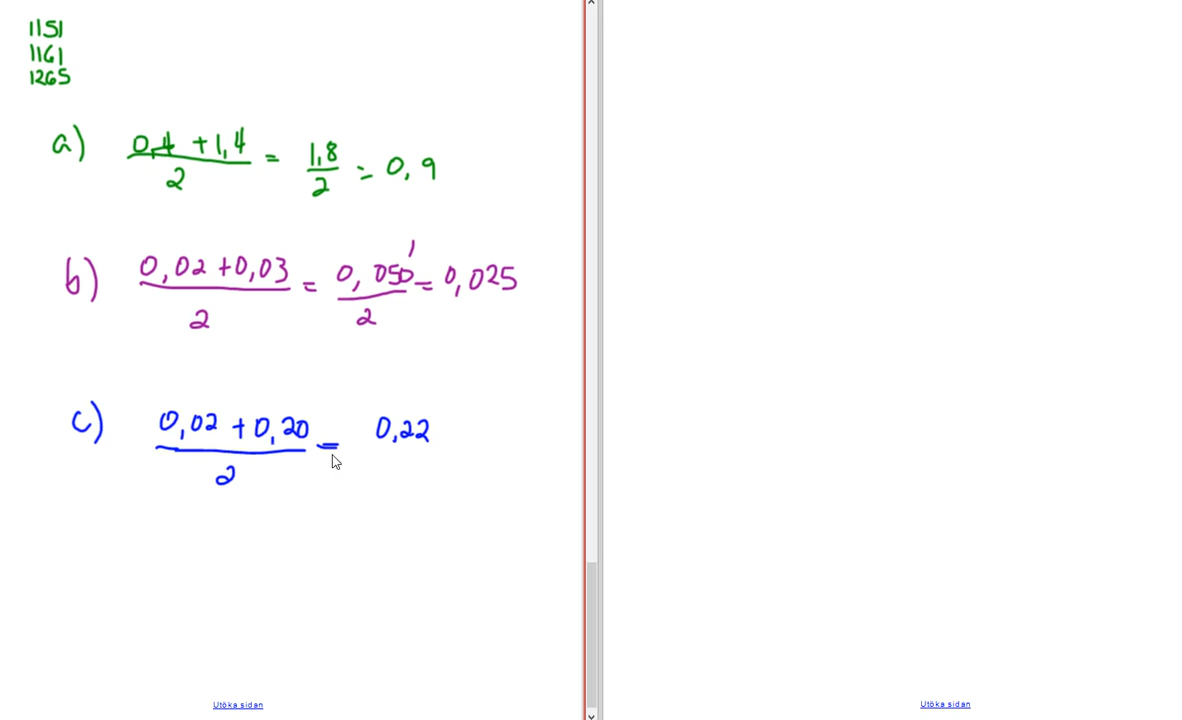 1151
1161
1265
a) (0,4 + 1,4)/2 = 1,8/2 = 0,9
b) (0,02 + 0,03)/2 = 0,050/2 = 0,025
c) (0,02 + 0,20)/2 = 0,22
Utöka sidan
Utöka sidan